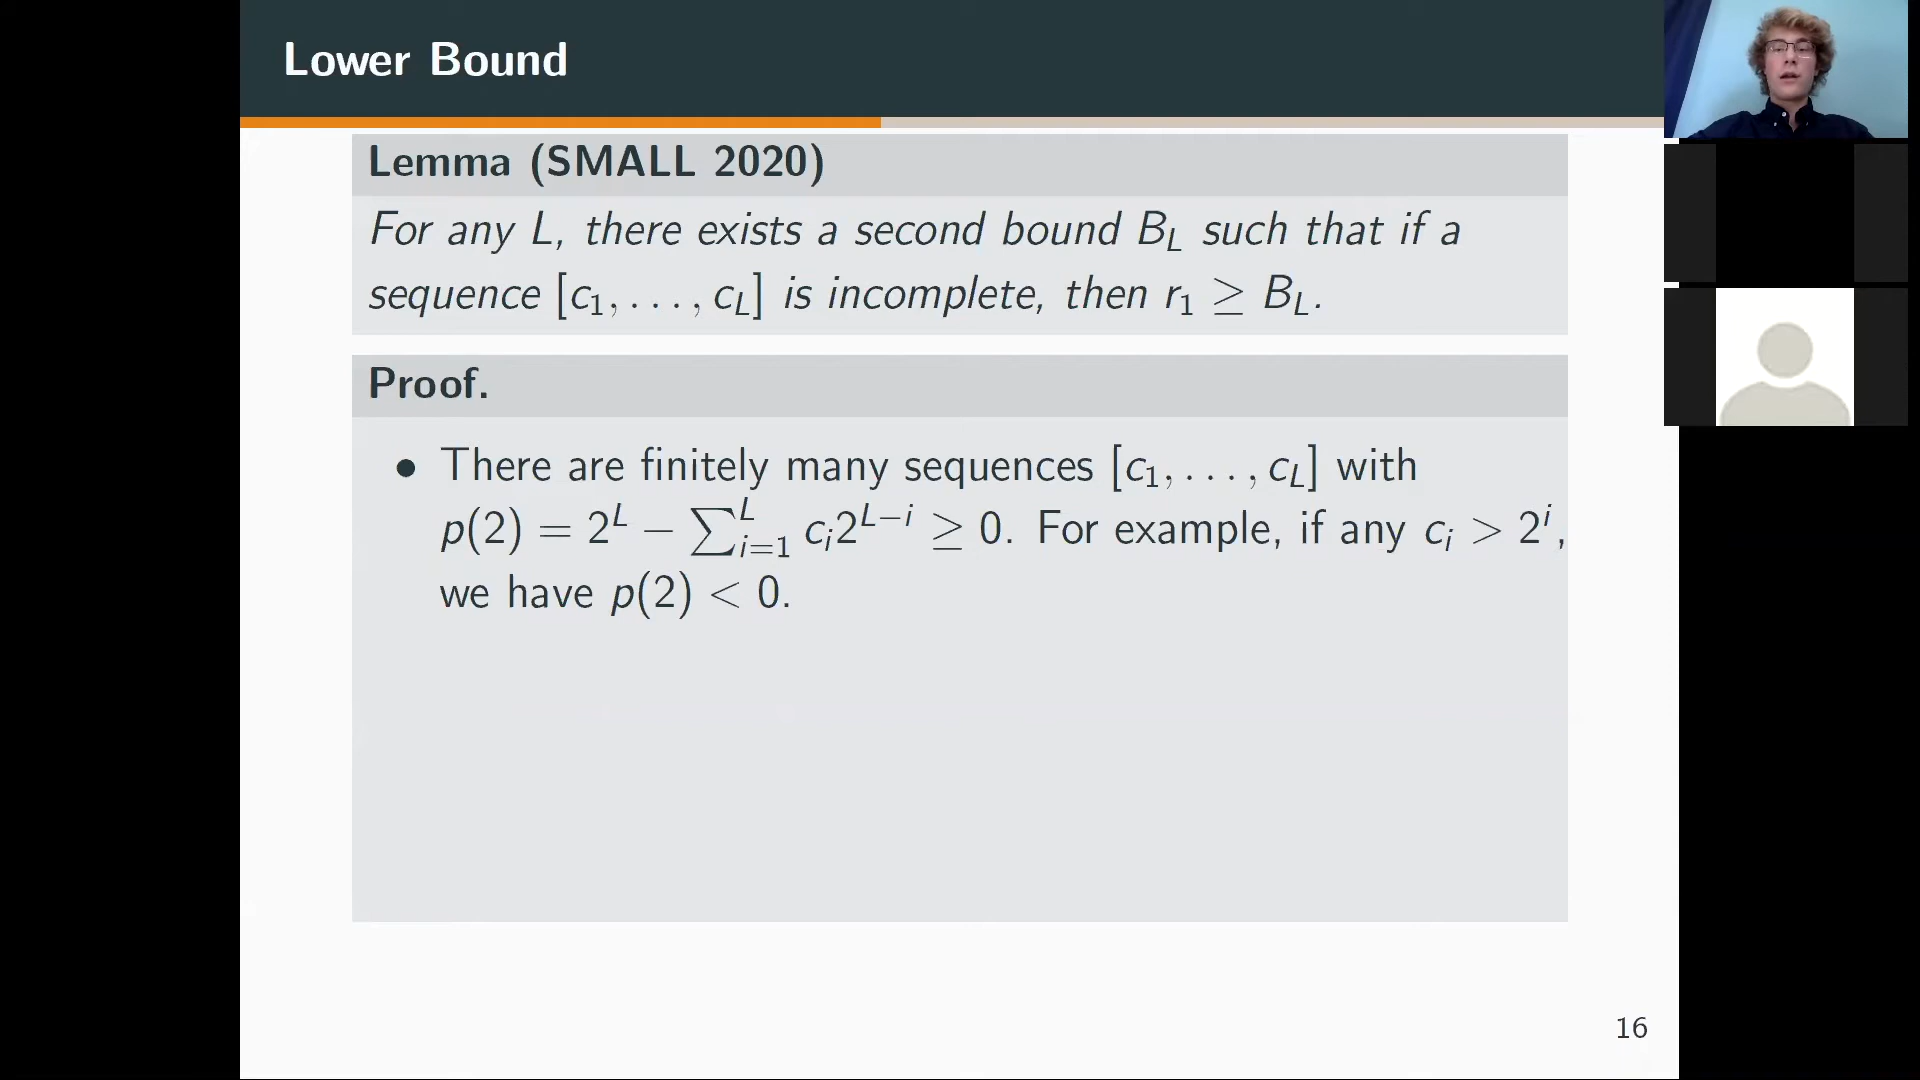 Lower Bound
Lemma (SMALL 2020)
For any L, there exists a second bound B_L such that if a
sequence [c_1, . . . , c_L] is incomplete, then r_1 ≥ B_L.
Proof.
• There are finitely many sequences [c_1, . . . , c_L] with
p(2) = 2^L − ∑_{i=1}^L c_i 2^{L−i} ≥ 0. For example, if any c_i > 2^i,
we have p(2) < 0.
16